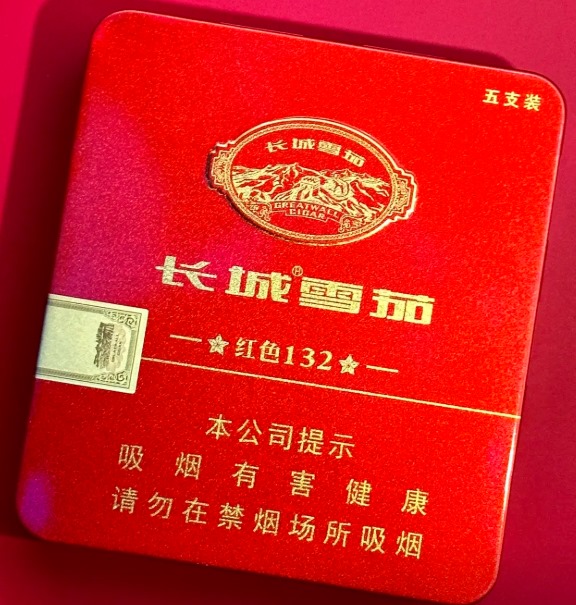 五支装
长城雪茄
GREATWALL
CIGAR
长城®雪茄
红色132
本公司提示
吸烟有害健康
请勿在禁烟场所吸烟